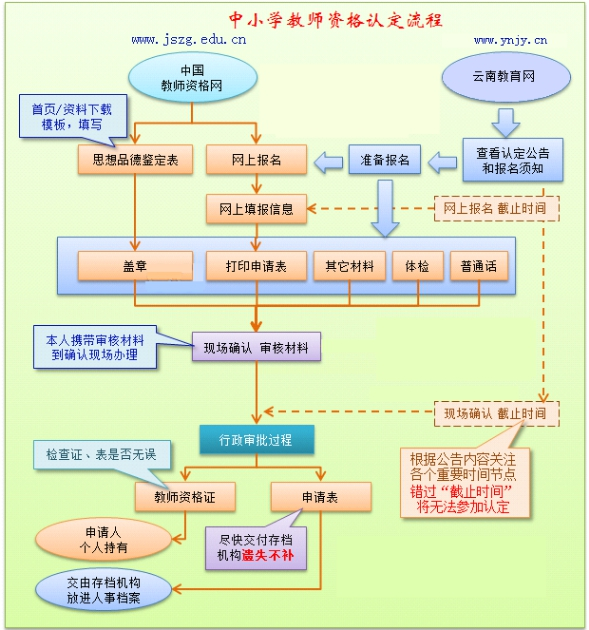 中小学教师资格认定流程
www.jszg.edu.cn
www.ynjy.cn
中国
教师资格网
云南教育网
首页/资料下载
模板，填写
思想品德鉴定表
网上报名
准备报名
查看认定公告
和报名须知
网上填报信息
网上报名 截止时间
盖章
打印申请表
其它材料
体检
普通话
本人携带审核材料
到确认现场办理
现场确认 审核材料
现场确认 截止时间
行政审批过程
检查证、表是否无误
根据公告内容关注
各个重要时间节点
错过“截止时间”
将无法参加认定
教师资格证
申请表
申请人
个人持有
尽快交付存档
机构遗失不补
交由存档机构
放进人事档案